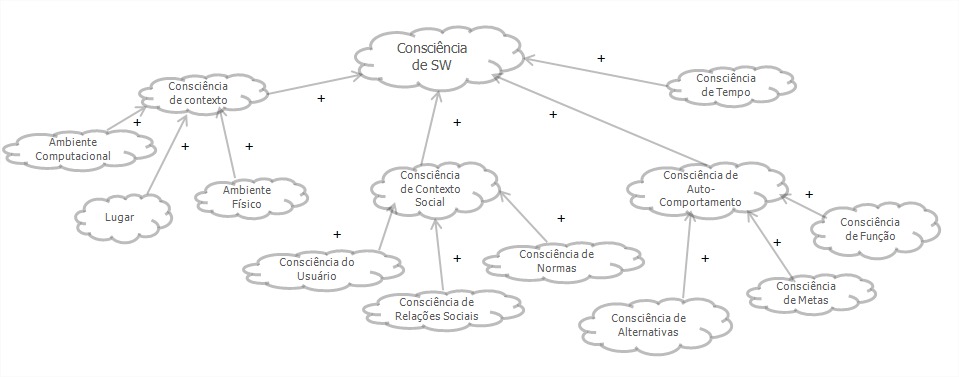 Consciência
de SW
+
Consciência
de Tempo
Consciência
de contexto
+
+
+
+
+
+
Ambiente
Computacional
Lugar
Ambiente
Físico
Consciência
de Contexto
Social
Consciência de
Auto-
Comportamento
+
+
+
+
+
+
Consciência do
Usuário
Consciência de
Relações Sociais
Consciência de
Normas
Consciência
de Função
Consciência
de Metas
Consciência de
Alternativas